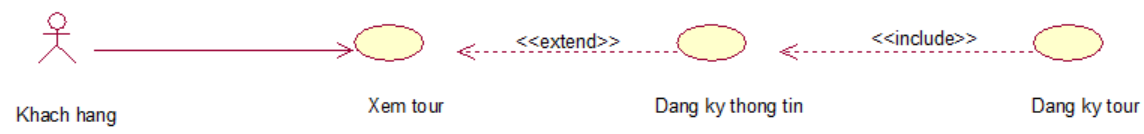 <<extend>>
<<include>>
Khach hang
Xem tour
Dang ky thong tin
Dang ky tour